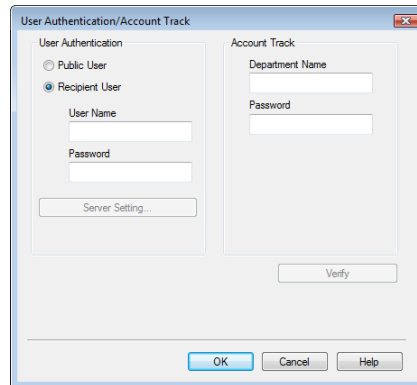 User Authentication/Account Track
User Authentication
Public User
Recipient User
User Name
Password
Server Setting...
Account Track
Department Name
Password
Verify
OK
Cancel
Help